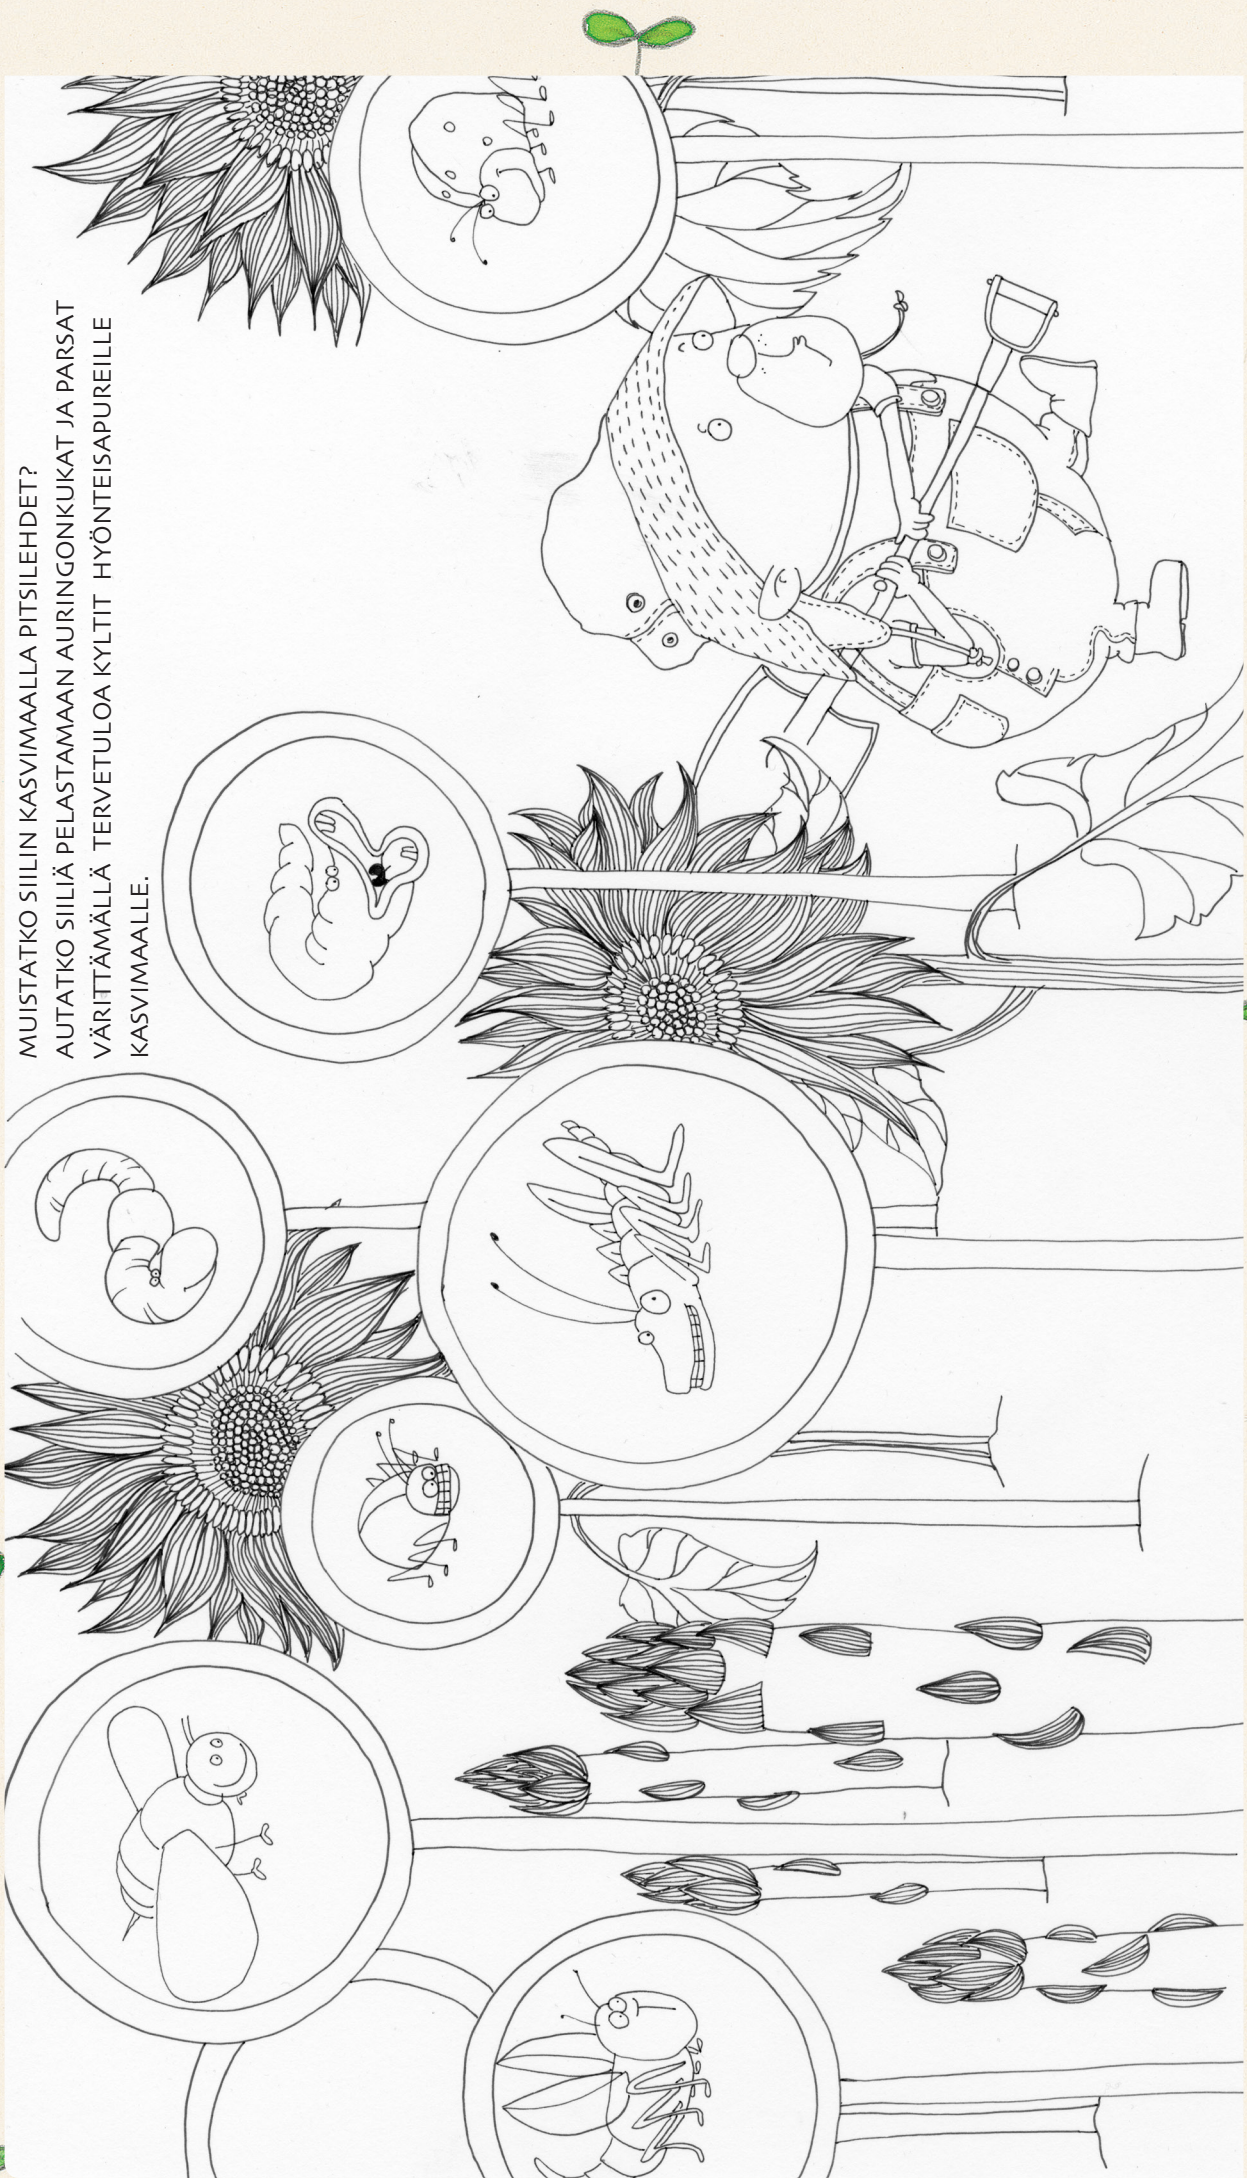 MUISTATKO SIILIN KASVIMAALLA PITSILEHDET?
AUTATKO SIILIÄ PELASTAMAAN AURINGONKUKAT JA PARSAT
VÄRITTÄMÄLLÄ TERVETULOA KYLTIT HYÖNTEISAPUREILLE
KASVIMAALLE.